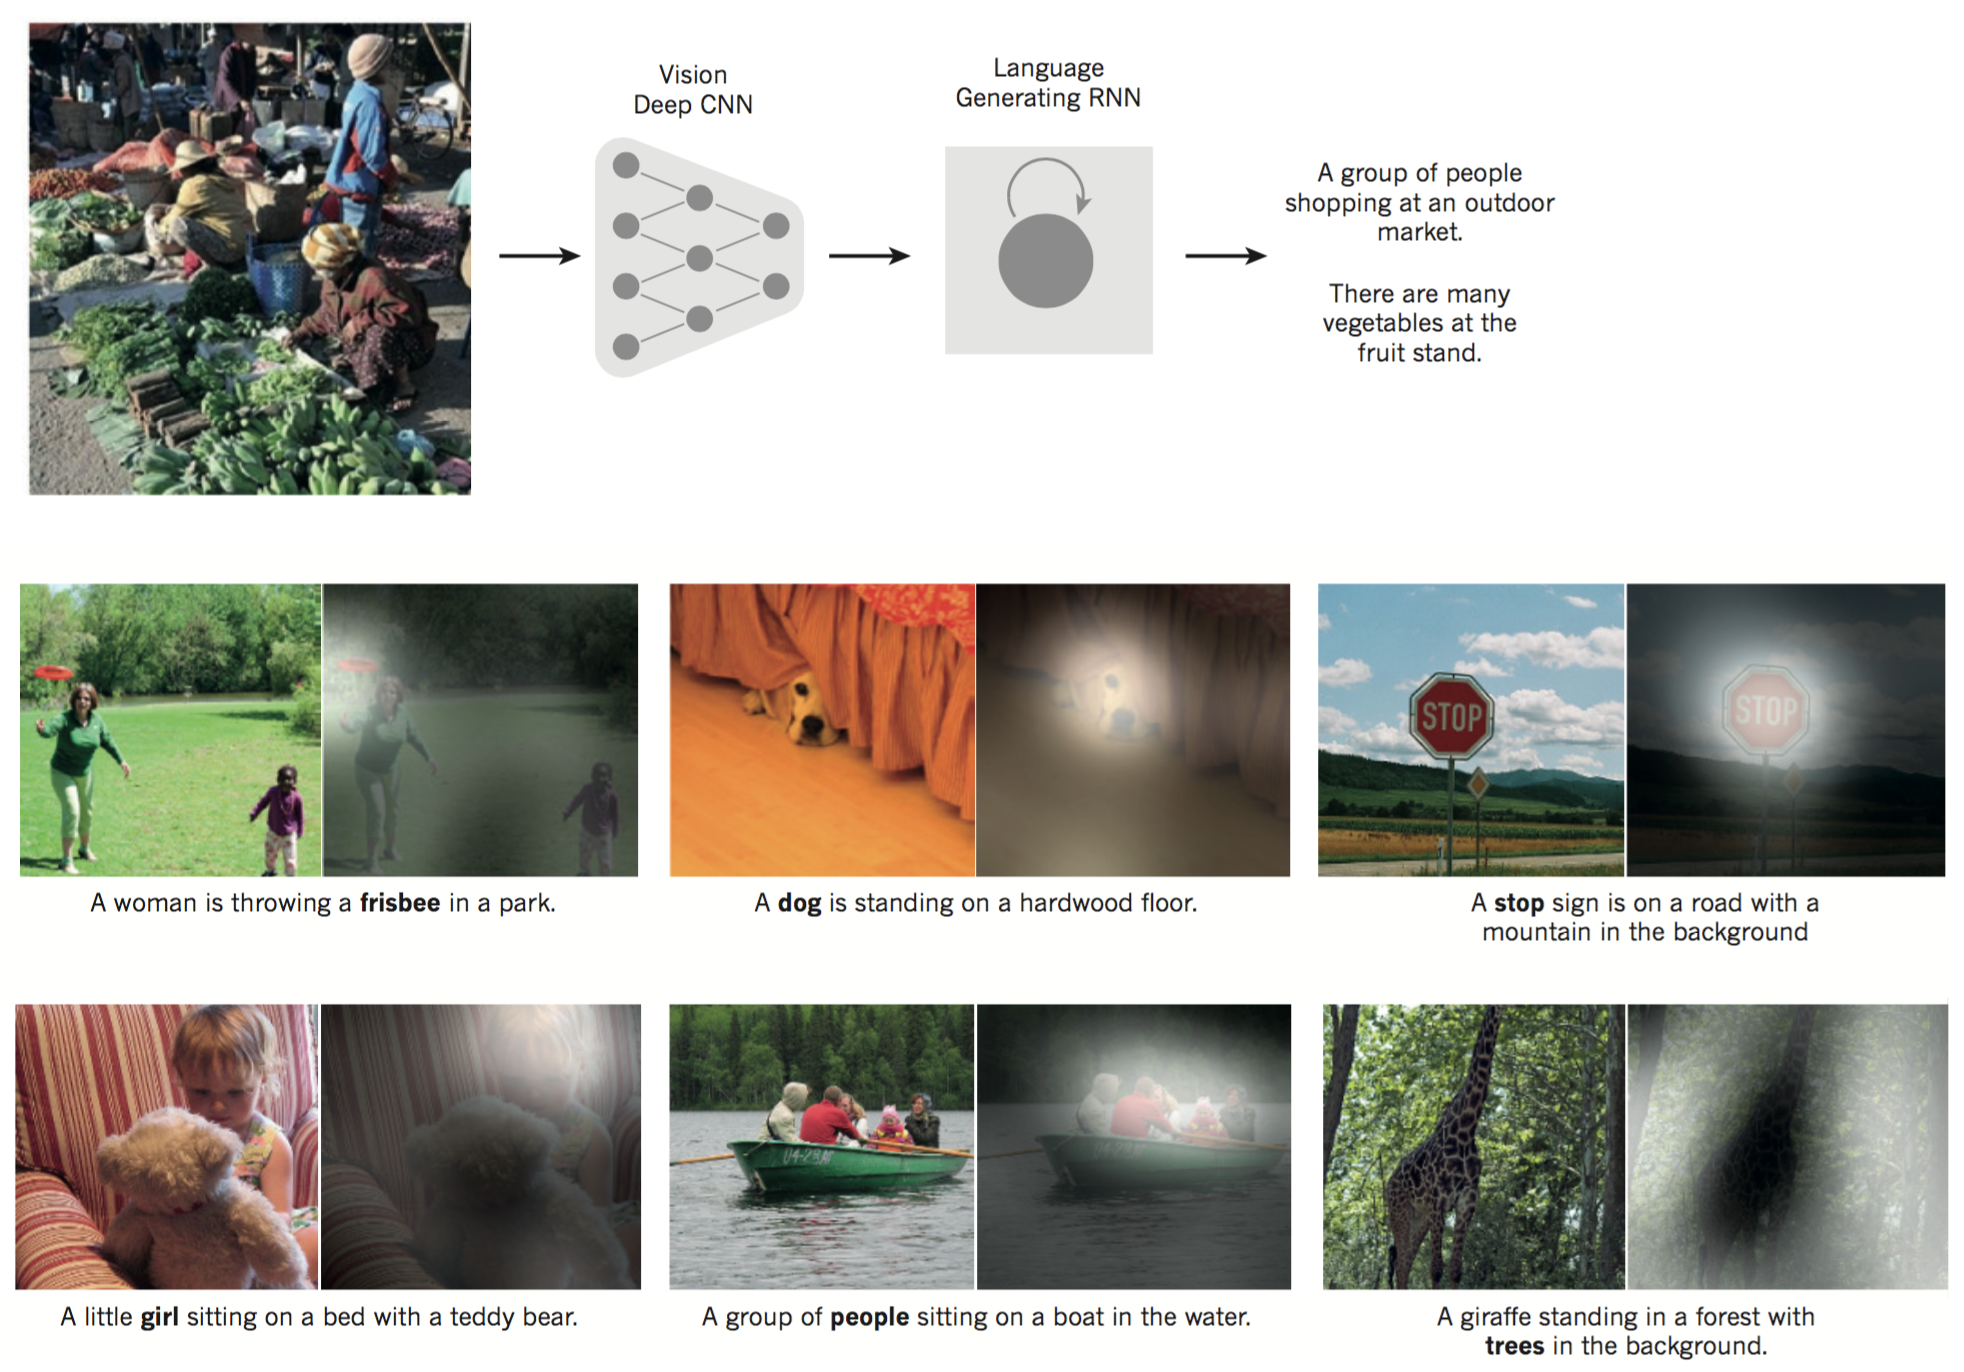 Vision
Deep CNN
Language
Generating RNN
A group of people
shopping at an outdoor
market.
There are many
vegetables at the
fruit stand.
STOP
STOP
A woman is throwing a frisbee in a park.
A dog is standing on a hardwood floor.
A stop sign is on a road with a
mountain in the background
A little girl sitting on a bed with a teddy bear.
A group of people sitting on a boat in the water.
A giraffe standing in a forest with
trees in the background.